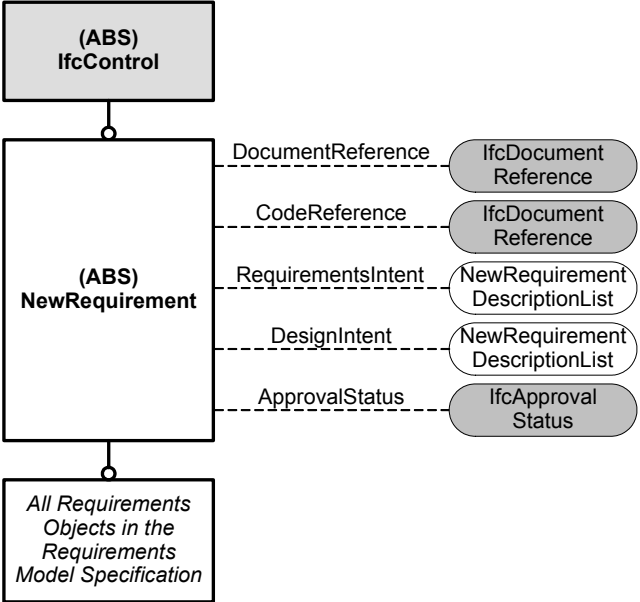 (ABS)
IfcControl
DocumentReference
IfcDocument
Reference
CodeReference
IfcDocument
Reference
(ABS)
NewRequirement
RequirementsIntent
NewRequirement
DescriptionList
DesignIntent
NewRequirement
DescriptionList
ApprovalStatus
IfcApproval
Status
All Requirements
Objects in the
Requirements
Model Specification